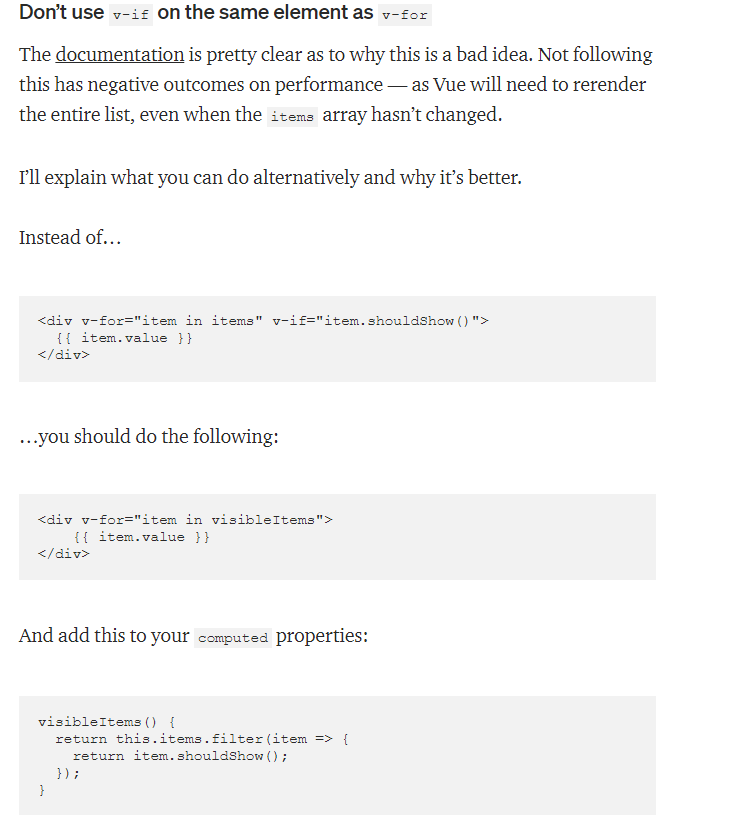 Don’t use v-if on the same element as v-for
The documentation is pretty clear as to why this is a bad idea. Not following
this has negative outcomes on performance — as Vue will need to rerender
the entire list, even when the items array hasn’t changed.
I’ll explain what you can do alternatively and why it’s better.
Instead of…
<div v-for="item in items" v-if="item.shouldShow()">
  {{ item.value }}
</div>
…you should do the following:
<div v-for="item in visibleItems">
    {{ item.value }}
</div>
And add this to your computed properties:
visibleItems() {
  return this.items.filter(item => {
    return item.shouldShow();
  });
}